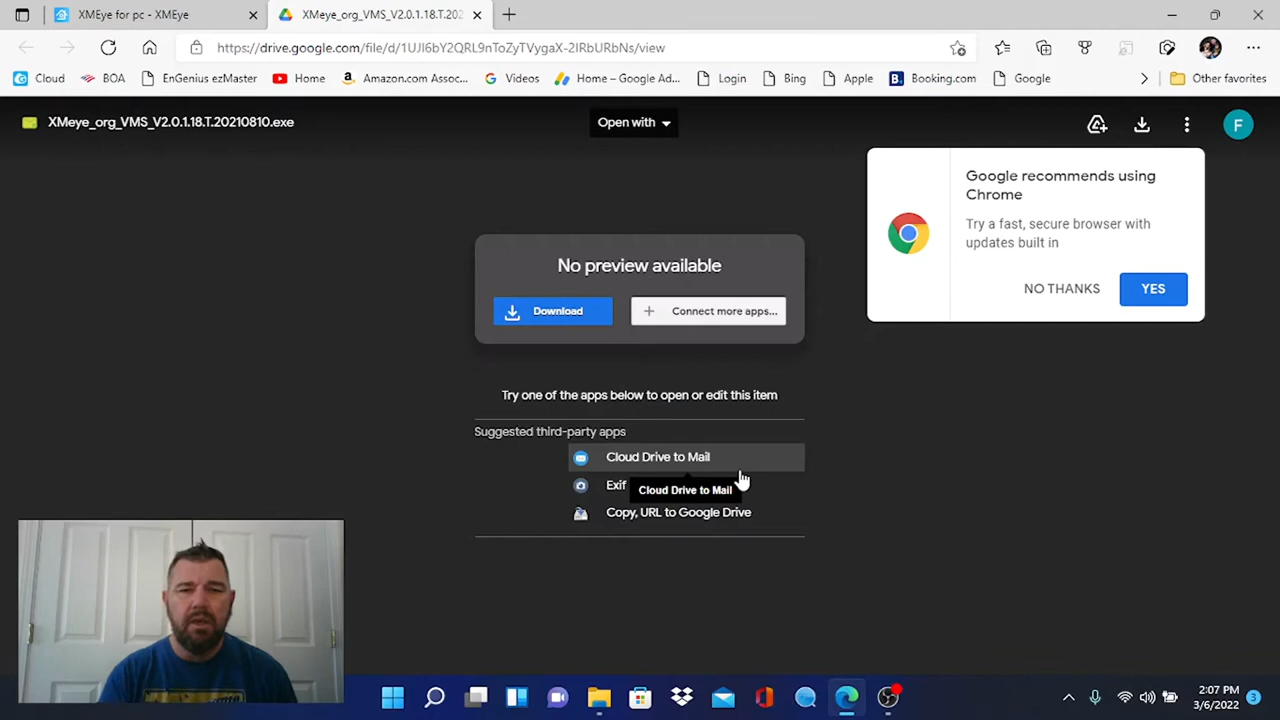 XMEye for pc - XMEye
XMeye_org_VMS_V2.0.1.18.T.202
https://drive.google.com/file/d/1UJI6bY2QRL9nToZyTVygaX-2IRbURbNs/view
Cloud
BOA
EnGenius ezMaster
Home
Amazon.com Assoc...
Videos
Home – Google Ad...
Login
Bing
Apple
Booking.com
Google
Other favorites
XMeye_org_VMS_V2.0.1.18.T.20210810.exe
Open with
F
Google recommends using
Chrome
Try a fast, secure browser with
updates built in
NO THANKS
YES
No preview available
Download
Connect more apps...
Try one of the apps below to open or edit this item
Suggested third-party apps
Cloud Drive to Mail
Exif
Cloud Drive to Mail
Copy, URL to Google Drive
2:07 PM
3/6/2022
3